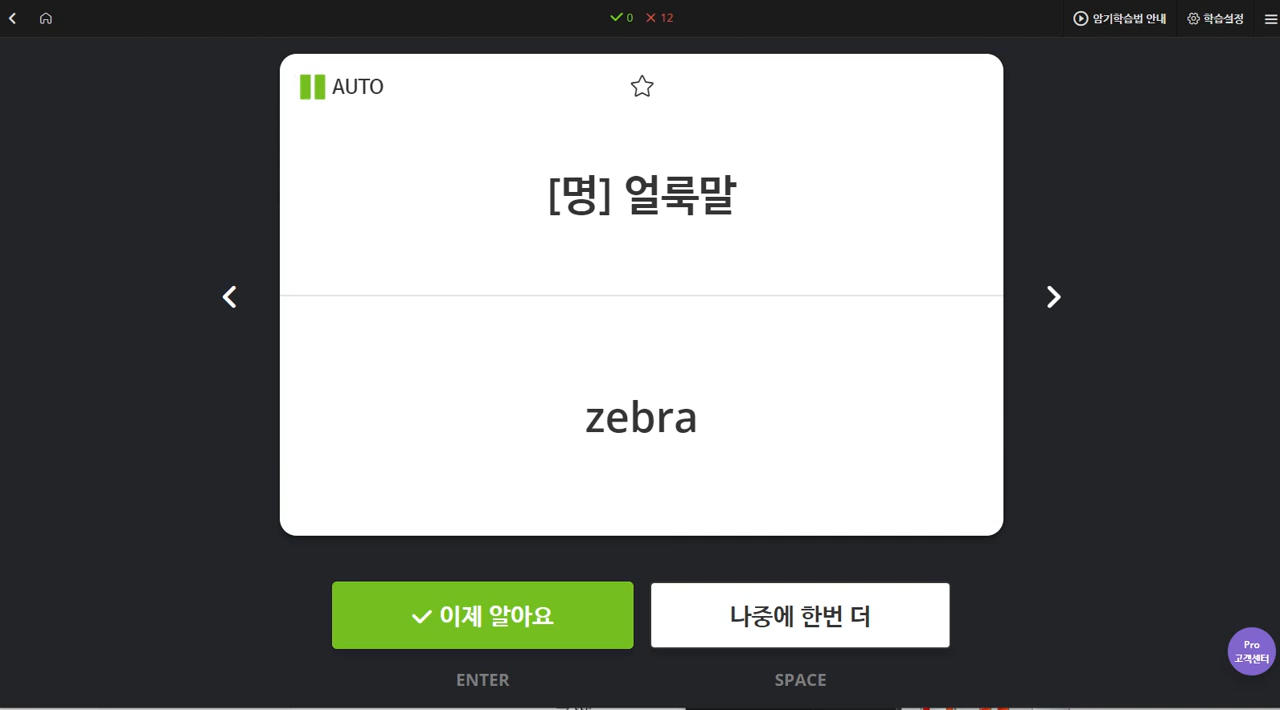 0 12 암기학습법 안내 학습설정
AUTO
[명] 얼룩말
zebra
이제 알아요 나중에 한번 더
Pro
고객센터
ENTER SPACE